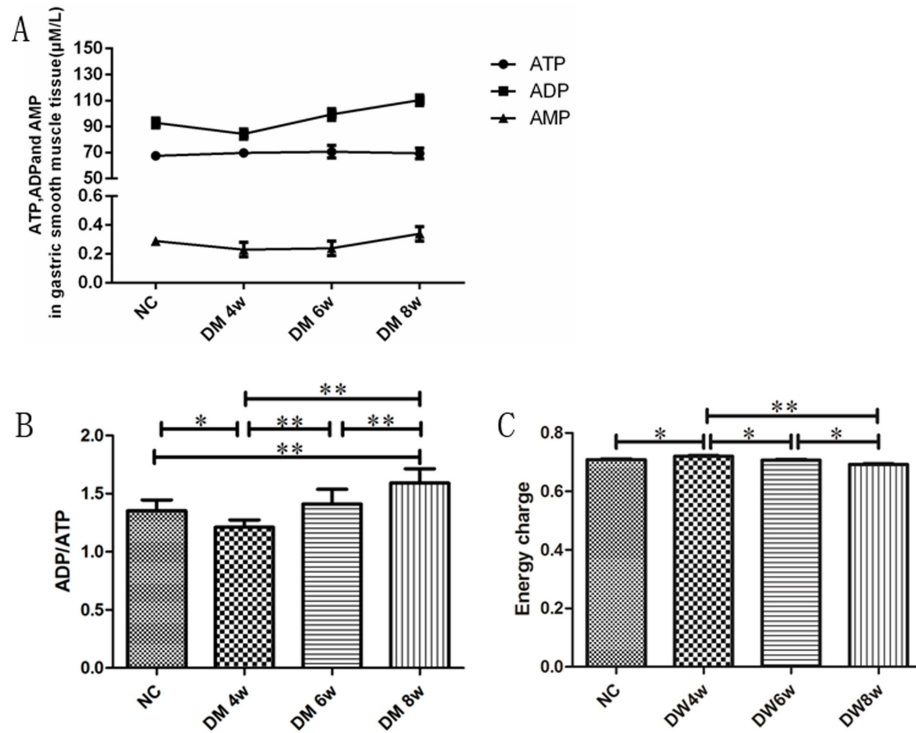 A
ATP,ADPand AMP
in gastric smooth muscle tissue(μM/L)
150
130
110
90
70
50
0.6
0.4
0.2
0.0
NC
DM 4w
DM 6w
DM 8w
ATP
ADP
AMP
B
ADP/ATP
2.0
1.5
1.0
0.5
0.0
**
*
**
**
**
NC
DM 4w
DM 6w
DM 8w
C
Energy charge
0.8
0.6
0.4
0.2
0.0
**
*
*
*
NC
DW4w
DW6w
DW8w